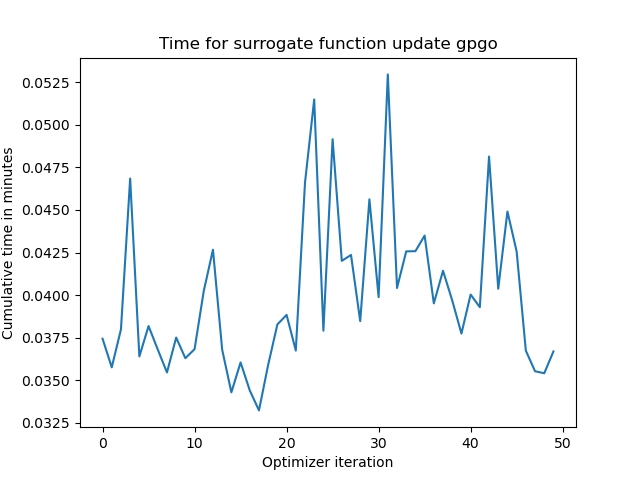 Time for surrogate function update gpgo
0.0525
0.0500
0.0475
0.0450
0.0425
0.0400
0.0375
0.0350
0.0325
Cumulative time in minutes
0 10 20 30 40 50
Optimizer iteration